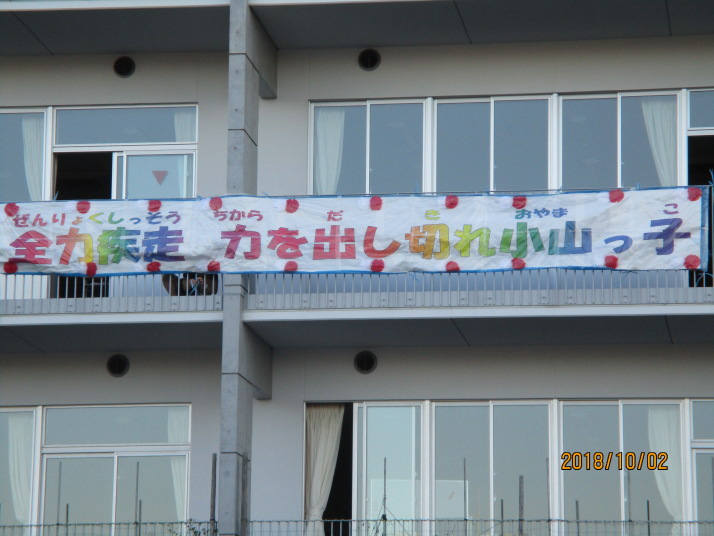 ぜんりょくしっそう ちから だ き おやま こ
全力疾走 力を出し切れ小山っ子
2018/10/02